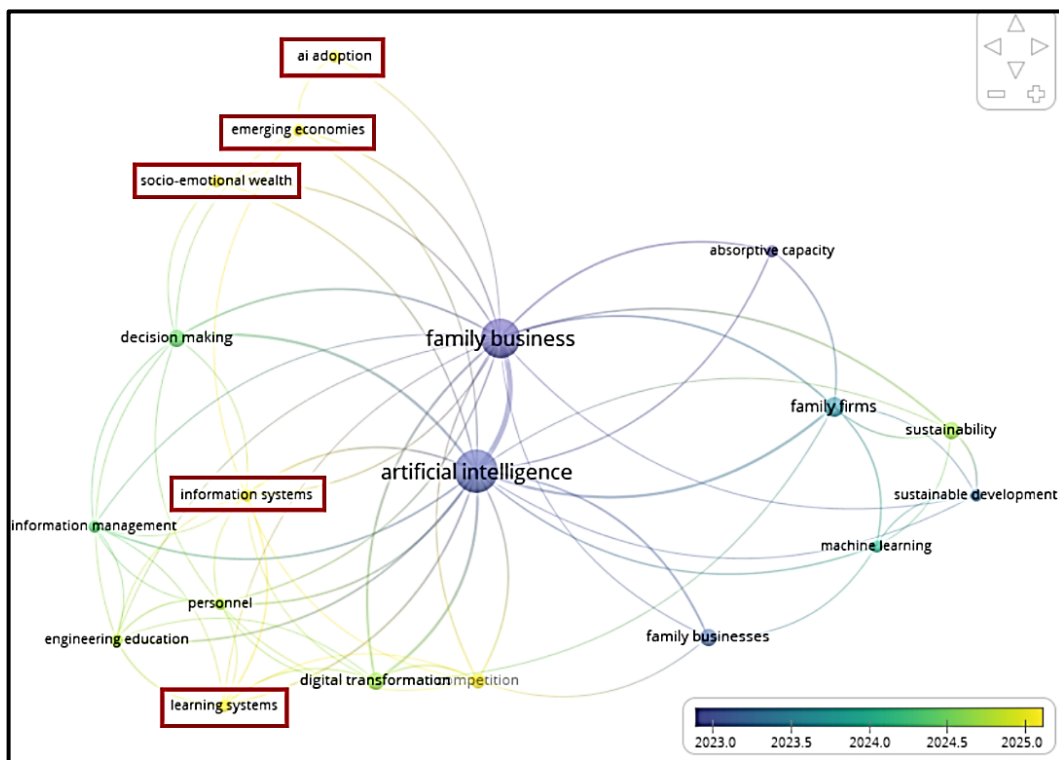 ai adoption
emerging economies
socio-emotional wealth
absorptive capacity
decision making
family business
family firms
sustainability
artificial intelligence
information systems
sustainable development
information management
machine learning
personnel
engineering education
family businesses
digital transformation
competition
learning systems
2023.0 2023.5 2024.0 2024.5 2025.0